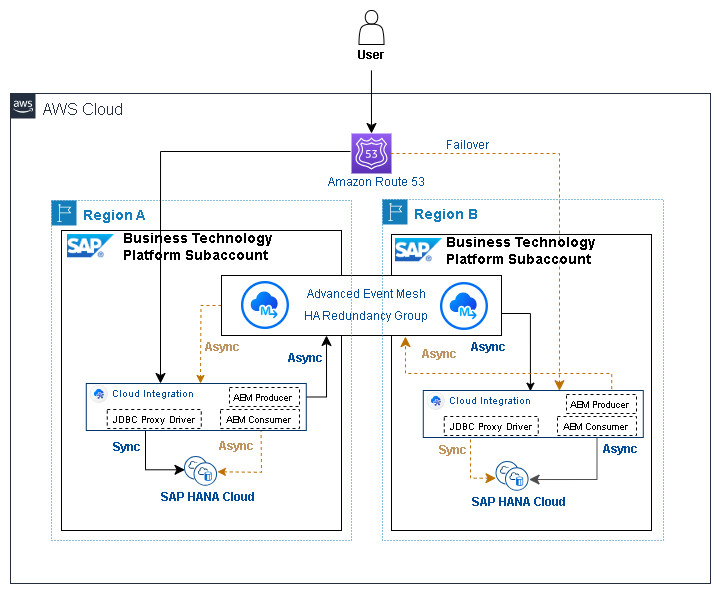 User
aws
AWS Cloud
53
Failover
Amazon Route 53
Region A
Region B
SAP®
Business Technology
Platform Subaccount
SAP®
Business Technology
Platform Subaccount
M
Advanced Event Mesh
HA Redundancy Group
M
Async
Async
Async
Async
Cloud Integration
AEM Producer
JDBC Proxy Driver
AEM Consumer
Cloud Integration
AEM Producer
JDBC Proxy Driver
AEM Consumer
Sync
Async
Sync
Async
SAP HANA Cloud
SAP HANA Cloud